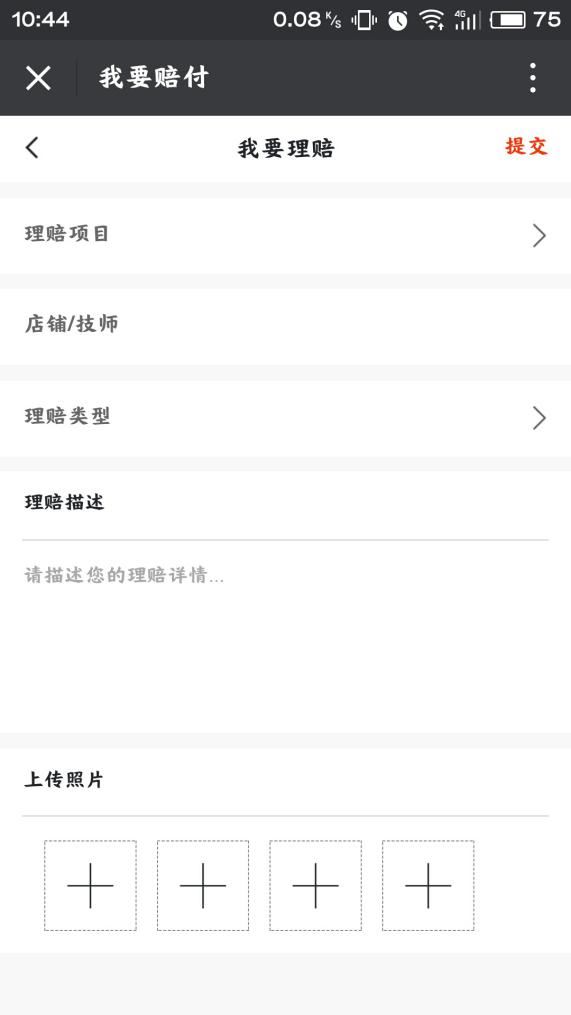 10:44 0.08 K/s 4G 75
我要赔付
我要理赔 提交
理赔项目
店铺/技师
理赔类型
理赔描述
请描述您的理赔详情...
上传照片